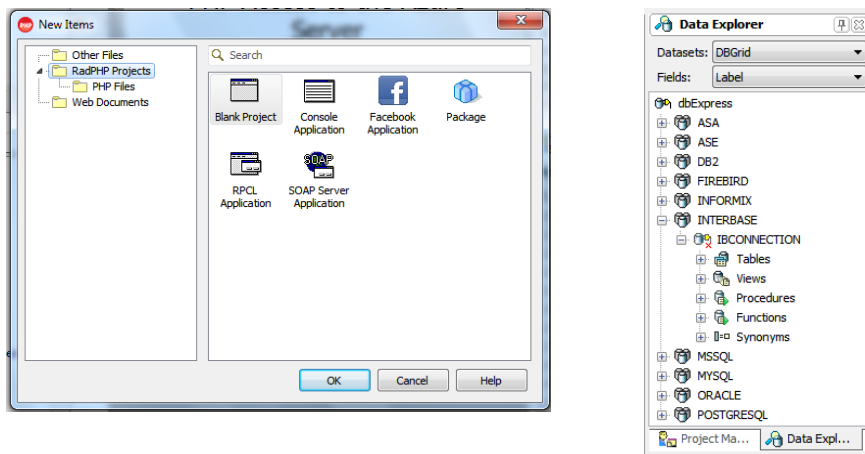 New Items
Server
Other Files
RadPHP Projects
PHP Files
Web Documents
Search
Blank Project
Console
Application
Facebook
Application
Package
RPCL
Application
SOAP
SOAP Server
Application
OK
Cancel
Help
Data Explorer
Datasets: DBGrid
Fields: Label
dbExpress
ASA
ASE
DB2
FIREBIRD
INFORMIX
INTERBASE
IBCONNECTION
Tables
Views
Procedures
Functions
Synonyms
MSSQL
MYSQL
ORACLE
POSTGRESQL
Project Ma...
Data Expl...